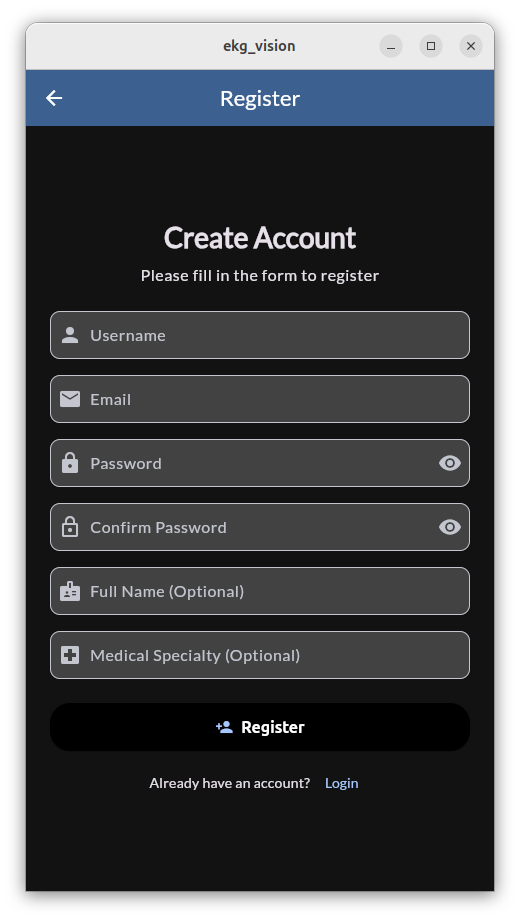 ekg_vision
Register
Create Account
Please fill in the form to register
Username
Email
Password
Confirm Password
Full Name (Optional)
Medical Specialty (Optional)
Register
Already have an account? Login